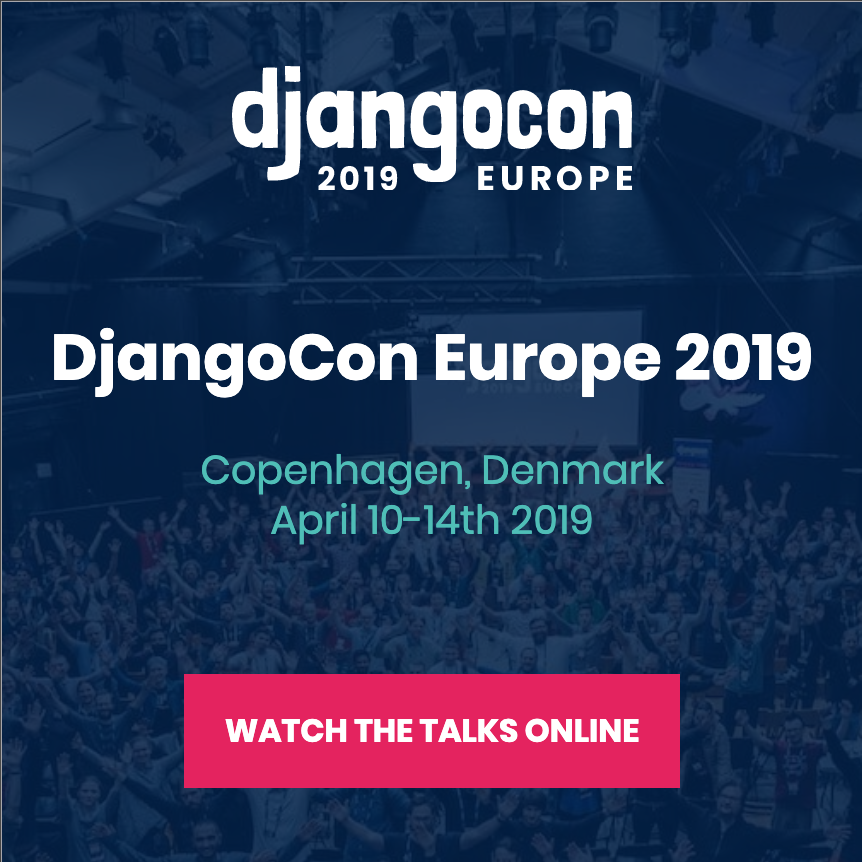 djangocon
2019 EUROPE
DjangoCon Europe 2019
Copenhagen, Denmark
April 10-14th 2019
WATCH THE TALKS ONLINE